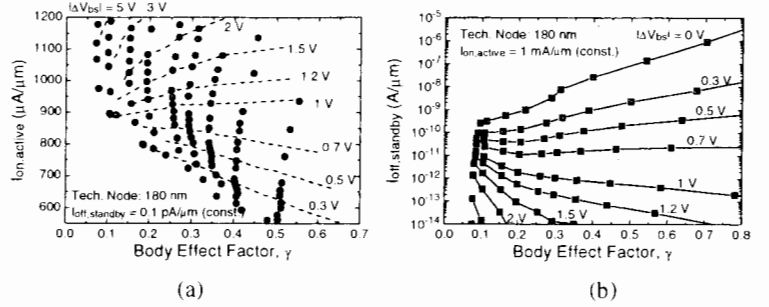 |ΔVbs| = 5 V 3 V
2 V
1.5 V
1.2 V
1 V
0.7 V
0.5 V
0.3 V
1200
1100
1000
900
800
700
600
Ion.active (μA/μm)
Tech. Node: 180 nm
Ioff,standby = 0.1 pA/μm (const.)
0.0 0.1 0.2 0.3 0.4 0.5 0.6 0.7
Body Effect Factor, γ
(a)
10-5
10-6
10-7
10-8
10-9
10-10
10-11
10-12
10-13
10-14
Ioff,standby (A/μm)
Tech. Node: 180 nm
Ion,active = 1 mA/um (const.)
|ΔVbs| = 0 V
0.3 V
0.5 V
0.7 V
1 V
1.2 V
1.5 V
2 V
0.0 0.1 0.2 0.3 0.4 0.5 0.6 0.7 0.8
Body Effect Factor, γ
(b)